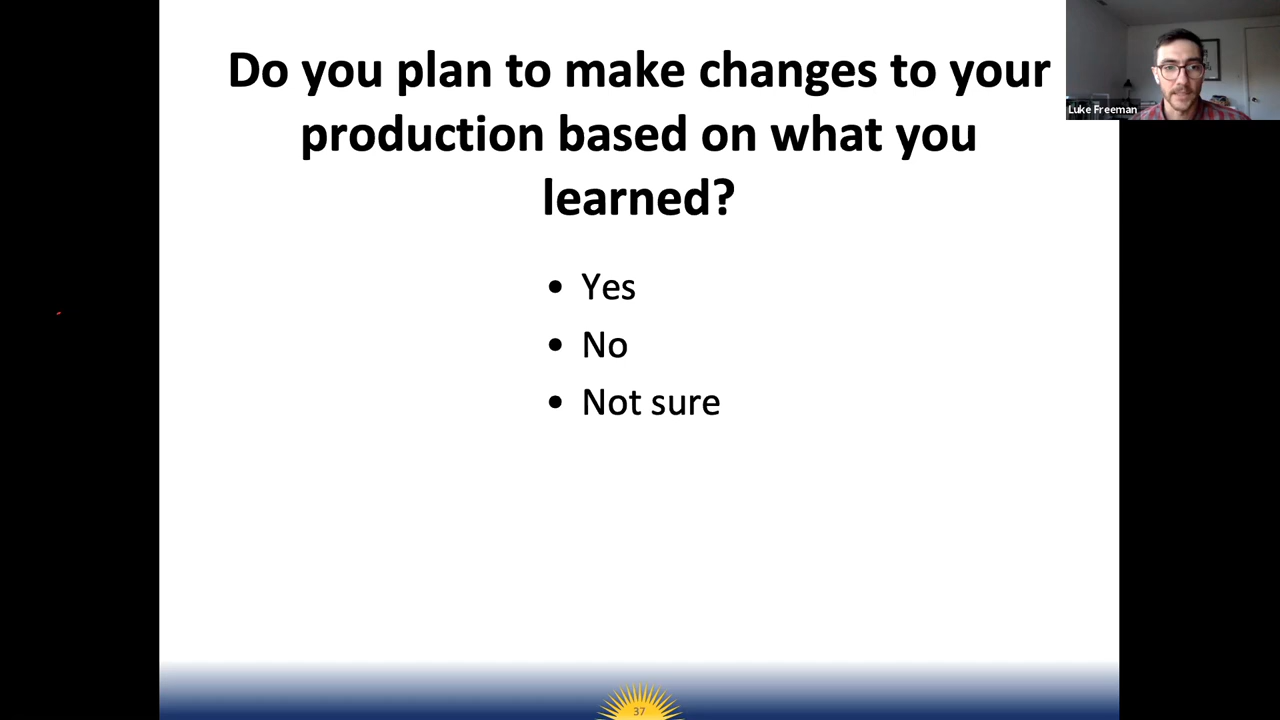 Do you plan to make changes to your
production based on what you
learned?
• Yes
• No
• Not sure
Luke Freeman
37